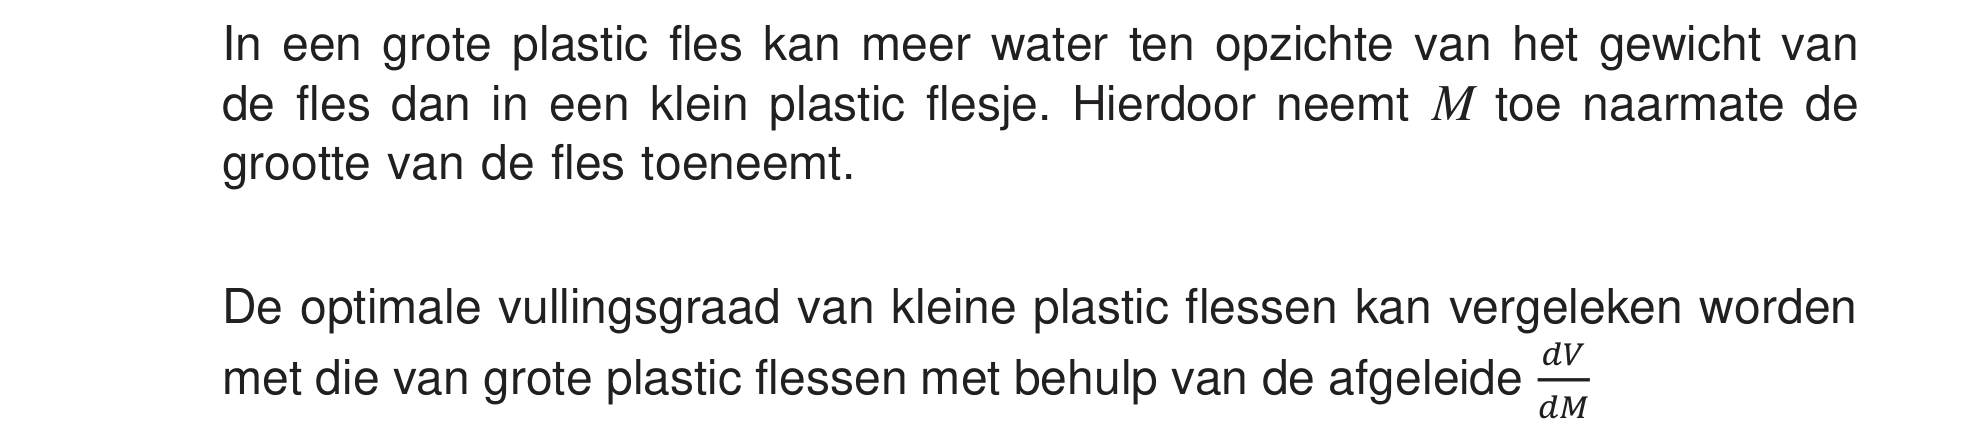 In een grote plastic fles kan meer water ten opzichte van het gewicht van
de fles dan in een klein plastic flesje. Hierdoor neemt M toe naarmate de
grootte van de fles toeneemt.
De optimale vullingsgraad van kleine plastic flessen kan vergeleken worden
met die van grote plastic flessen met behulp van de afgeleide dV/dM